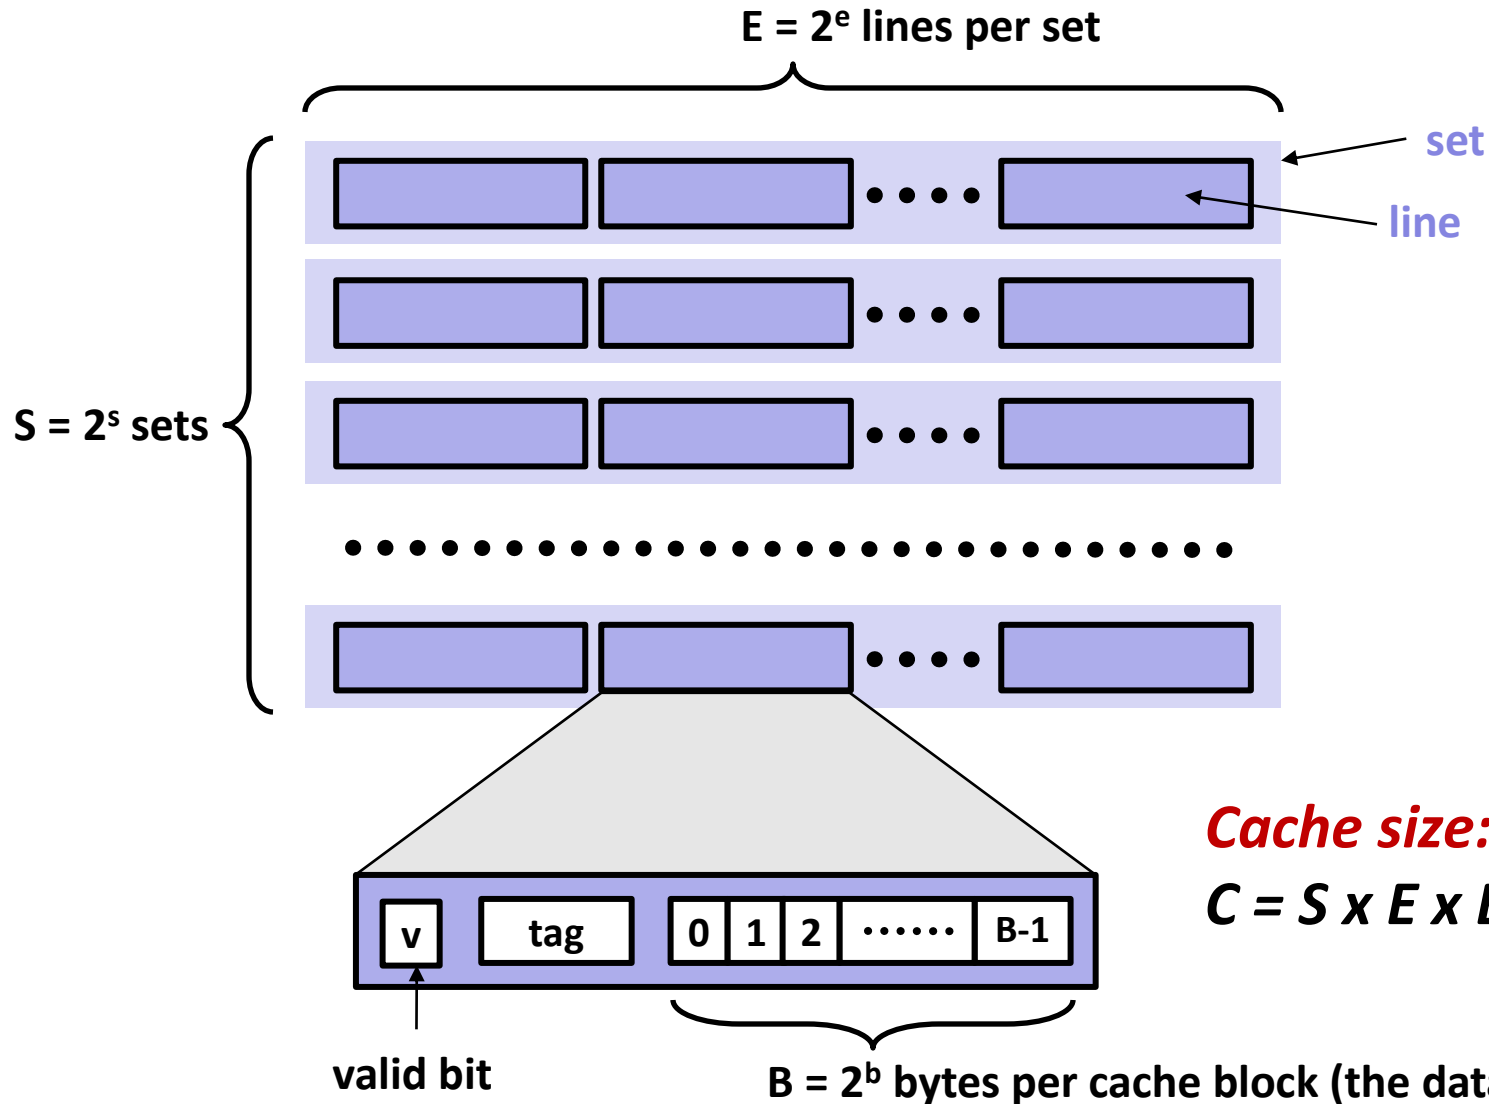 E = 2ᵉ lines per set
set
line
S = 2ˢ sets
Cache size:
C = S x E x
v
tag
0 1 2 ...... B-1
valid bit
B = 2ᵇ bytes per cache block (the data